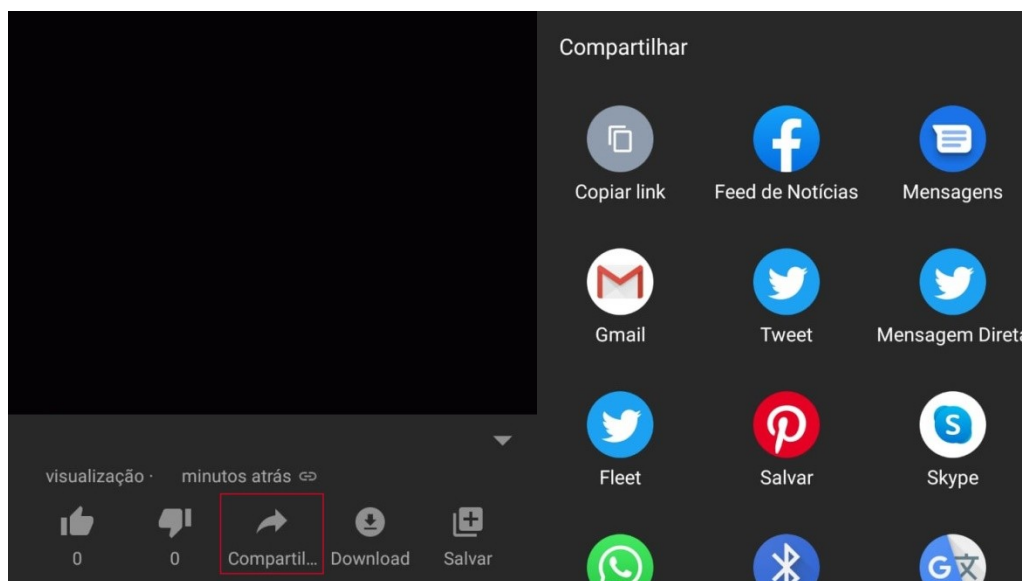 visualização · minutos atrás
0
0
Compartil...
Download
Salvar
Compartilhar
Copiar link
Feed de Notícias
Mensagens
Gmail
Tweet
Mensagem Direta
Fleet
Salvar
Skype